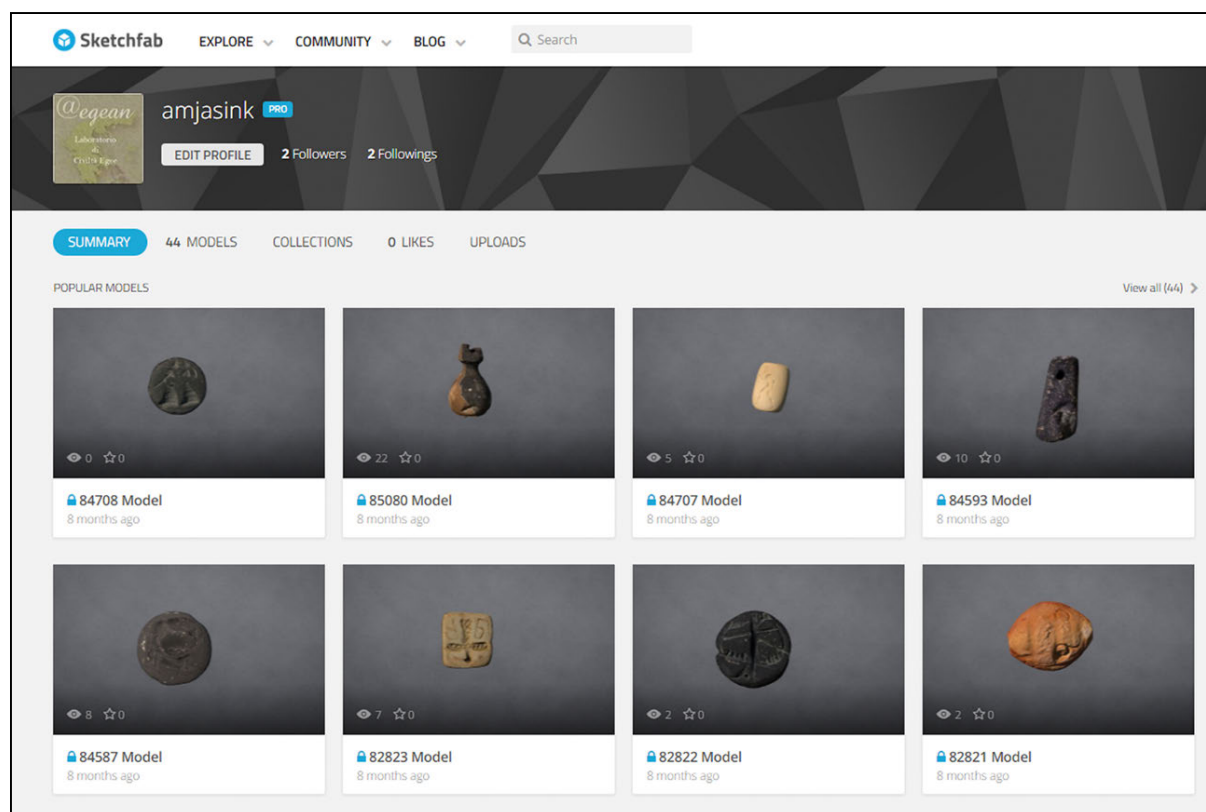 Sketchfab EXPLORE COMMUNITY BLOG Search
@egean
Laboratorio
di
Civiltà Egee
amjasink PRO
EDIT PROFILE 2 Followers 2 Followings
SUMMARY 44 MODELS COLLECTIONS 0 LIKES UPLOADS
POPULAR MODELS View all (44)
0 0
22 0
5 0
10 0
84708 Model
8 months ago
85080 Model
8 months ago
84707 Model
8 months ago
84593 Model
8 months ago
8 0
7 0
2 0
2 0
84587 Model
8 months ago
82823 Model
8 months ago
82822 Model
8 months ago
82821 Model
8 months ago